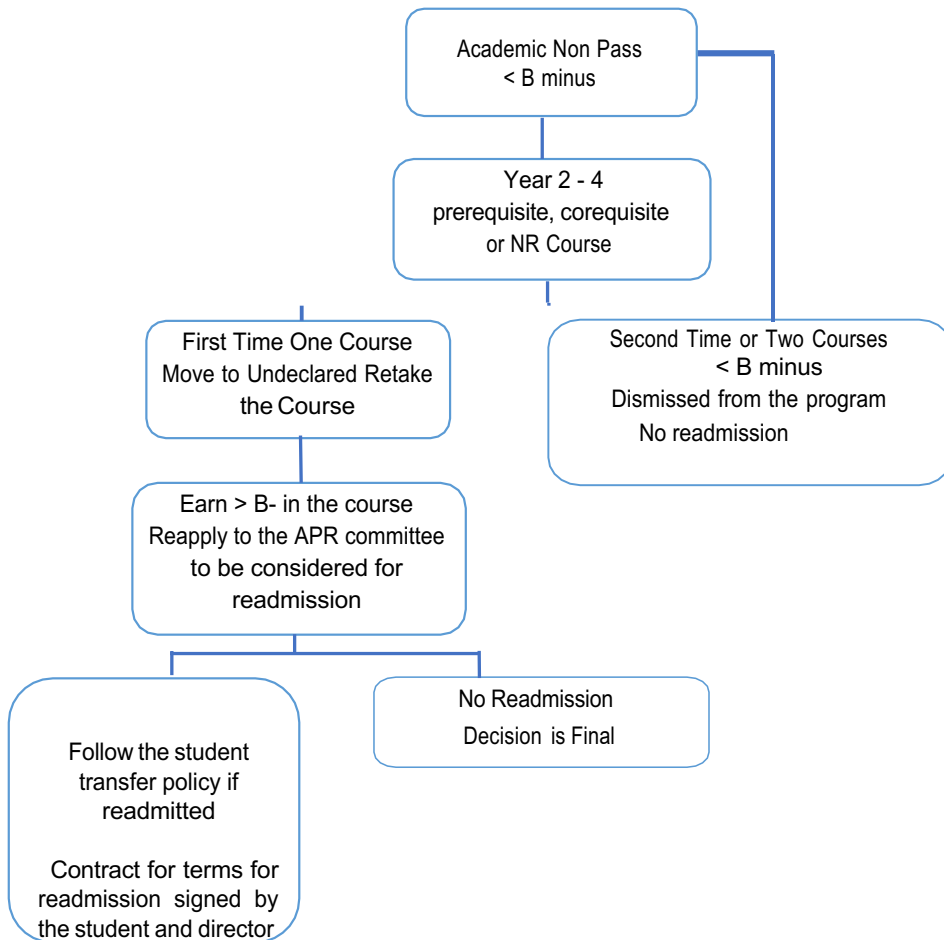 Academic Non Pass
< B minus
Year 2 - 4
prerequisite, corequisite
or NR Course
First Time One Course
Move to Undeclared Retake
the Course
Second Time or Two Courses
< B minus
Dismissed from the program
No readmission
Earn > B- in the course
Reapply to the APR committee
to be considered for
readmission
Follow the student
transfer policy if
readmitted
Contract for terms for
readmission signed by
the student and director
No Readmission
Decision is Final